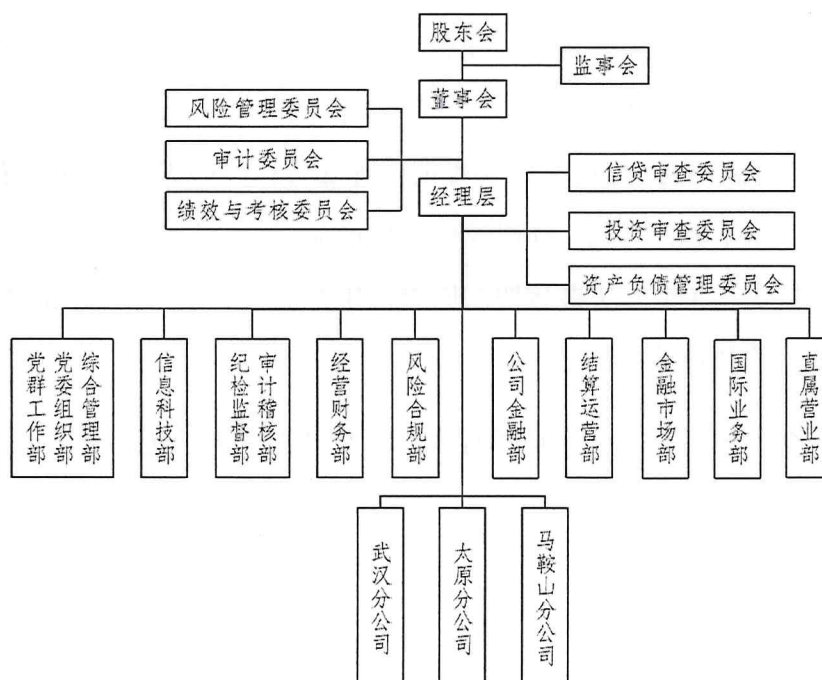 股东会
监事会
董事会
风险管理委员会
审计委员会
绩效与考核委员会
经理层
信贷审查委员会
投资审查委员会
资产负债管理委员会
综合管理部
党委组织部
党群工作部
信息科技部
审计稽核部
纪检监督部
经营财务部
风险合规部
公司金融部
结算运营部
金融市场部
国际业务部
直属营业部
武汉分公司
太原分公司
马鞍山分公司